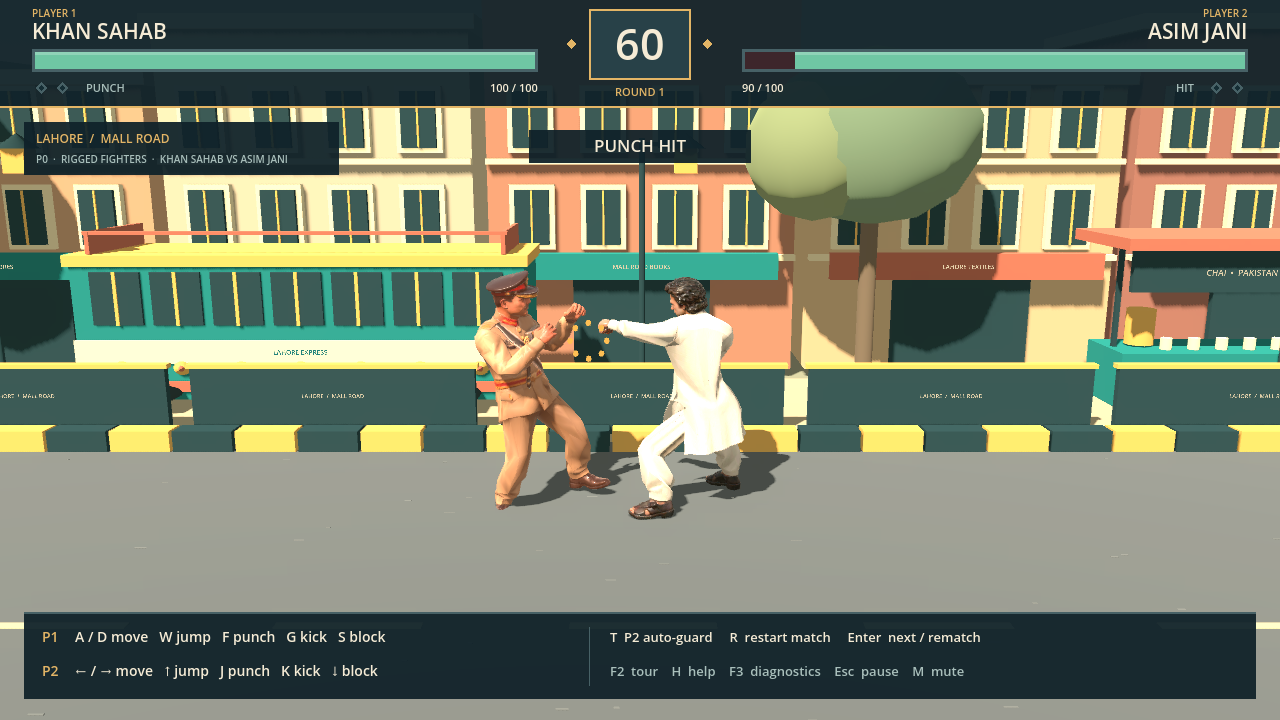 PLAYER 1
KHAN SAHAB
PUNCH
100 / 100
60
ROUND 1
PLAYER 2
ASIM JANI
90 / 100
HIT
LAHORE / MALL ROAD
P0 · RIGGED FIGHTERS · KHAN SAHAB VS ASIM JANI
PUNCH HIT
MALL ROAD BOOKS
LAHORE TEXTILES
CHAI • PAKISTAN
LAHORE EXPRESS
MALL ROAD
LAHORE / MALL ROAD
LAHORE / MALL ROAD
LAHORE / MALL ROAD
LAHORE / MALL
P1 A / D move W jump F punch G kick S block
P2 ← / → move ↑ jump J punch K kick ↓ block
T P2 auto-guard R restart match Enter next / rematch
F2 tour H help F3 diagnostics Esc pause M mute